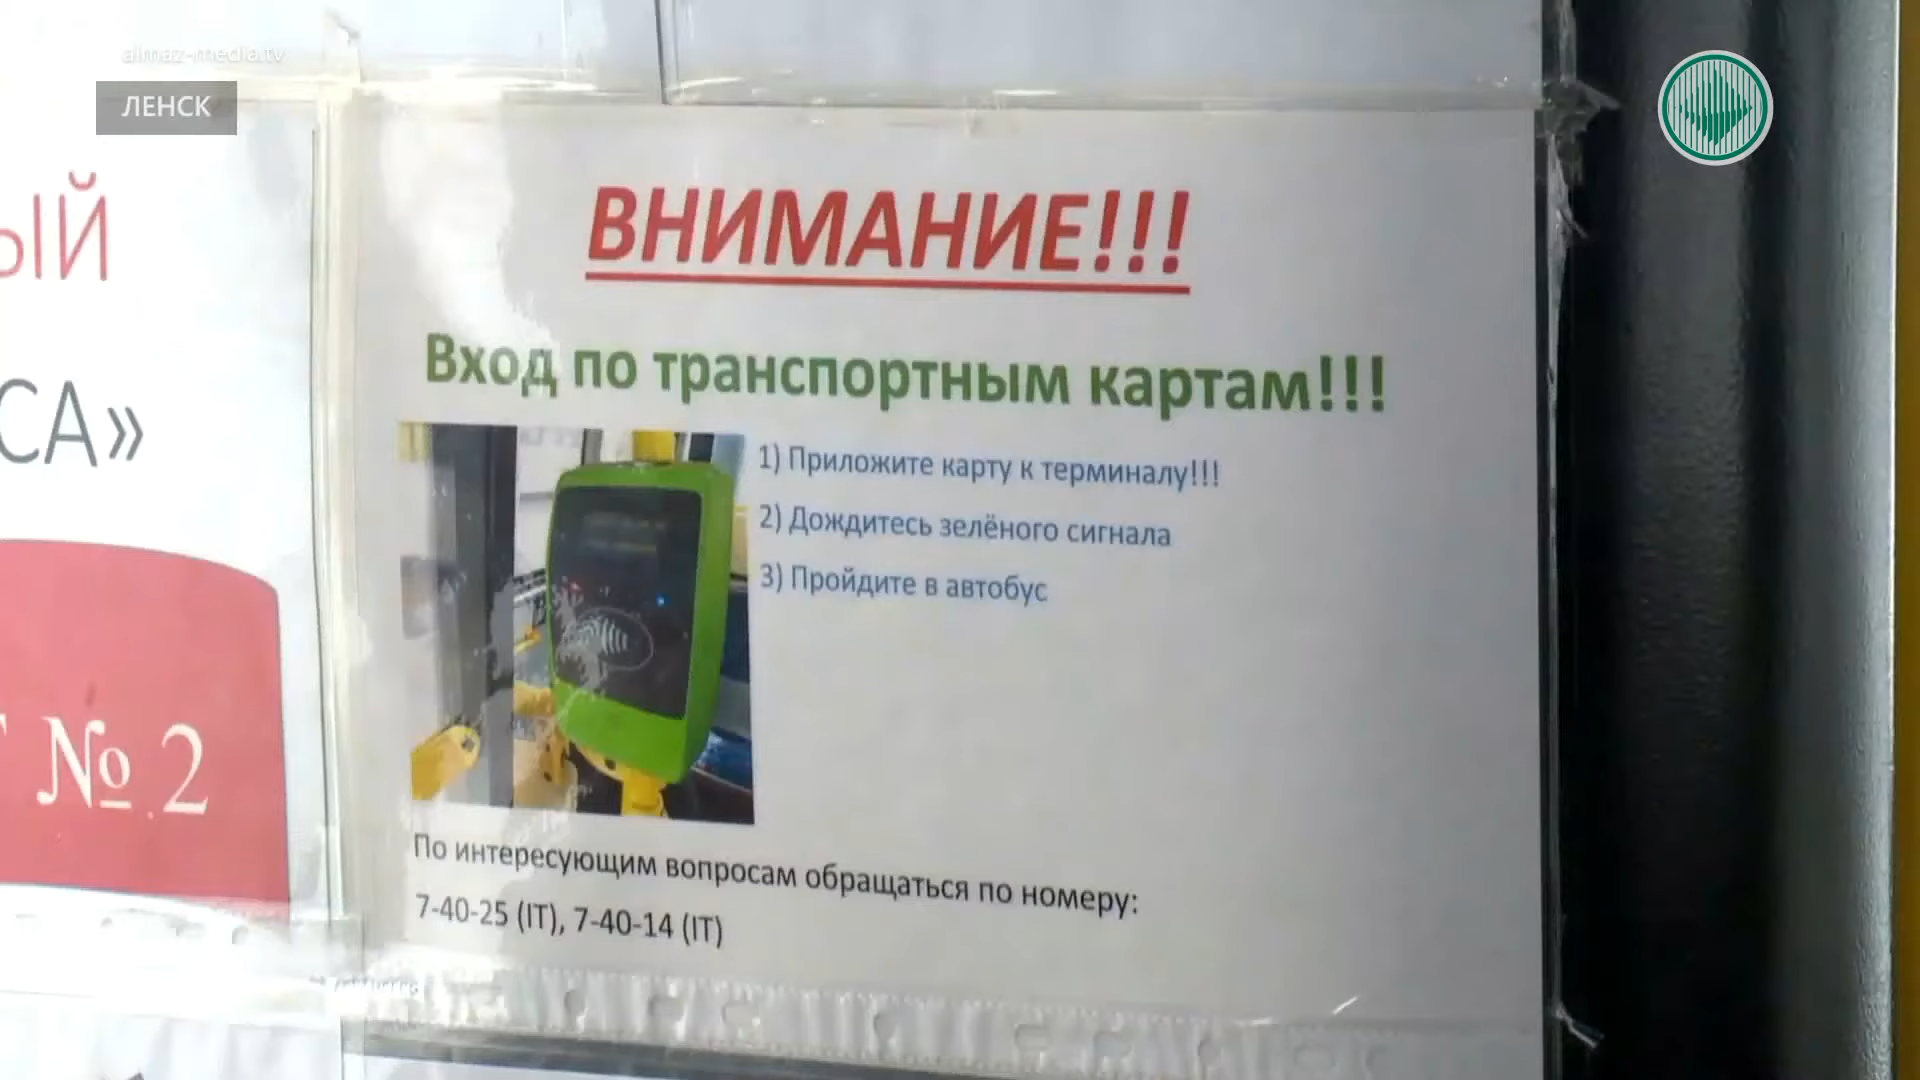 almaz-media.tv
ЛЕНСК
ЫЙ
СА»
№ 2
ВНИМАНИЕ!!!
Вход по транспортным картам!!!
1) Приложите карту к терминалу!!!
2) Дождитесь зелёного сигнала
3) Пройдите в автобус
По интересующим вопросам обращаться по номеру:
7-40-25 (IT), 7-40-14 (IT)